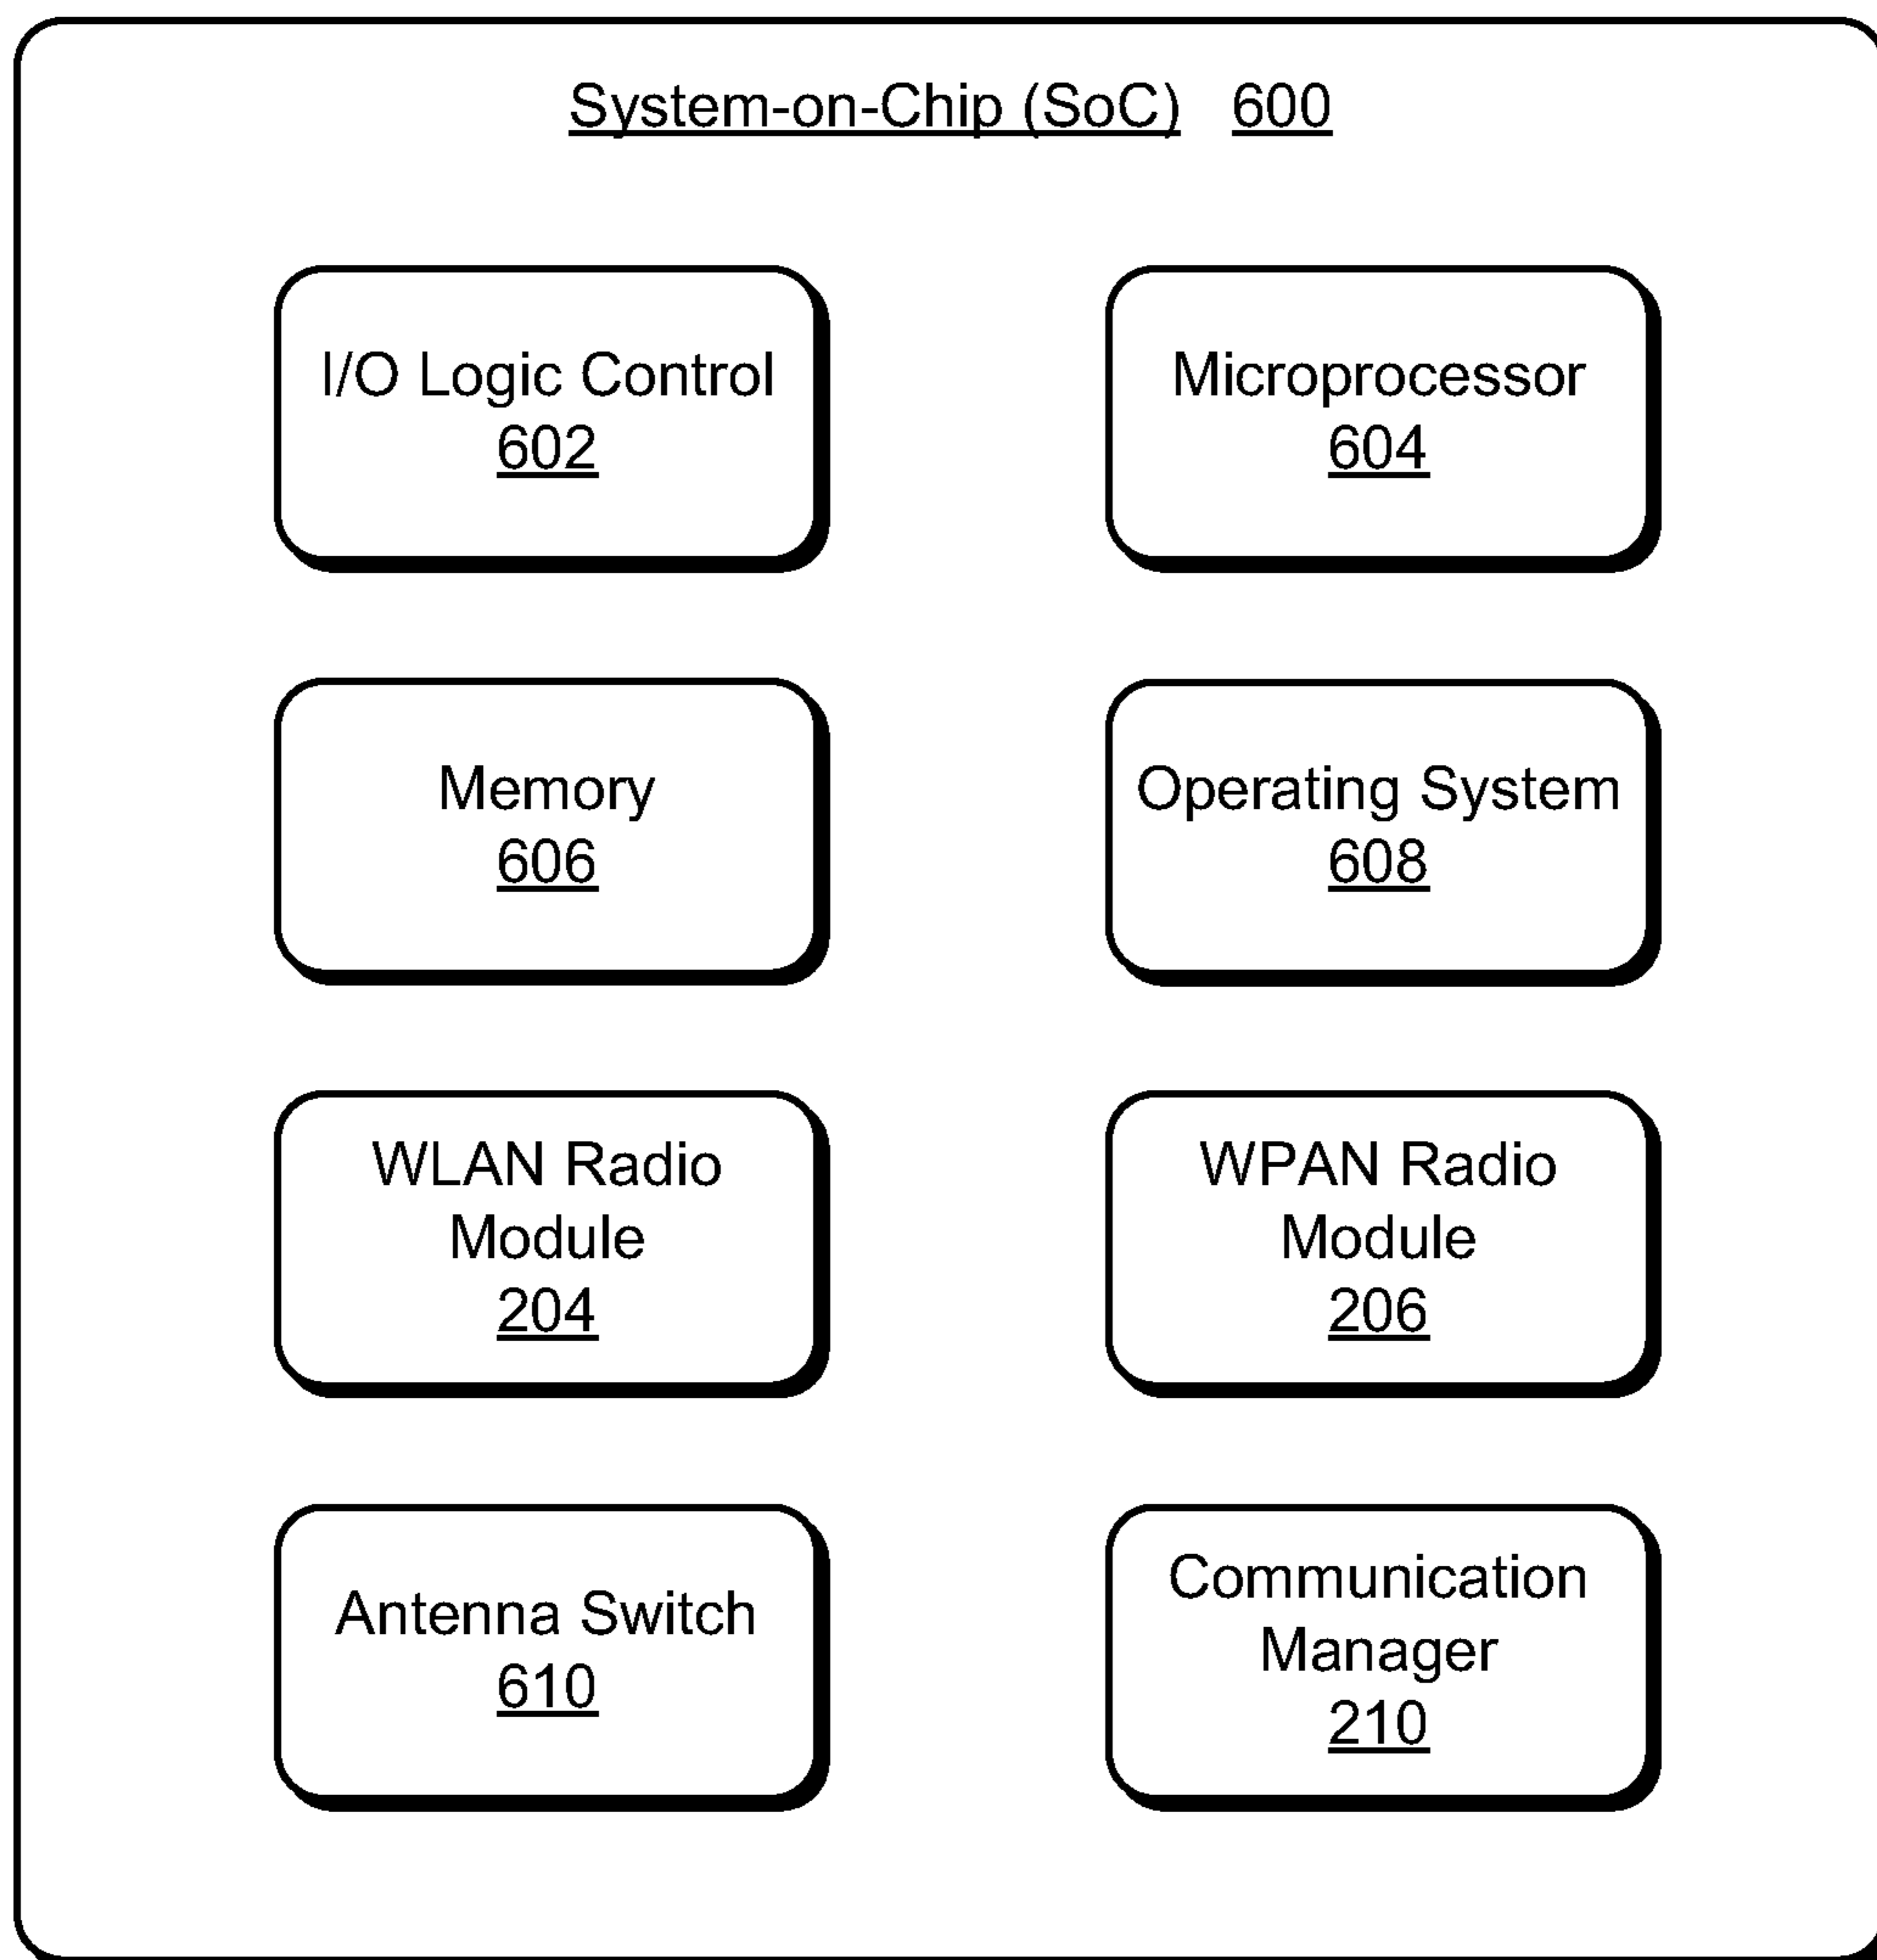 System-on-Chip (SoC) 600
I/O Logic Control
602
Microprocessor
604
Memory
606
Operating System
608
WLAN Radio
Module
204
WPAN Radio
Module
206
Antenna Switch
610
Communication
Manager
210